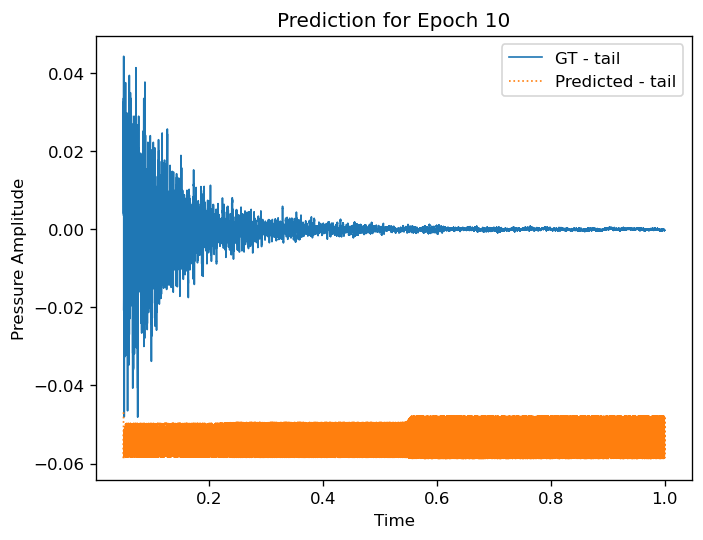 Prediction for Epoch 10
GT - tail
Predicted - tail
Pressure Amplitude
0.04
0.02
0.00
−0.02
−0.04
−0.06
0.2
0.4
0.6
0.8
1.0
Time